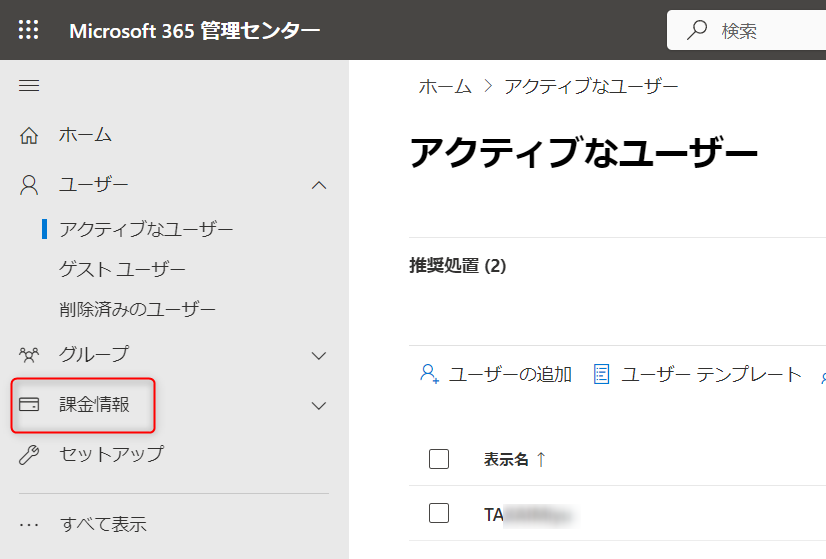 Microsoft 365 管理センター
検索
ホーム
ユーザー
アクティブなユーザー
ゲスト ユーザー
削除済みのユーザー
グループ
課金情報
セットアップ
すべて表示
ホーム > アクティブなユーザー
アクティブなユーザー
推奨処置 (2)
ユーザーの追加 ユーザー テンプレート
表示名 ↑
TA